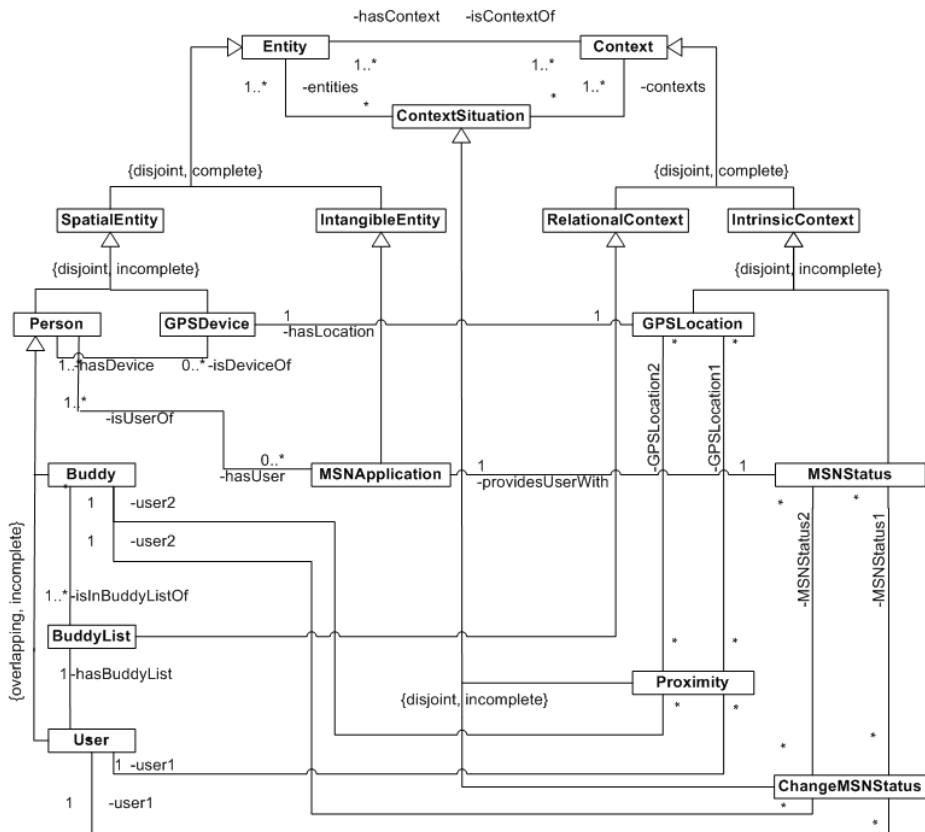 -hasContext -isContextOf
Entity Context
1..* 1..*
1..* -entities 1..* -contexts
* *
ContextSituation
{disjoint, complete} {disjoint, complete}
SpatialEntity IntangibleEntity RelationalContext IntrinsicContext
{disjoint, incomplete} {disjoint, incomplete}
Person GPSDevice 1 1 GPSLocation
-hasLocation
1..* -hasDevice 0..* -isDeviceOf * *
-GPSLocation2 -GPSLocation1
1..* -isUserOf
0..*
Buddy -hasUser MSNApplication 1 -providesUserWith 1 MSNStatus
* 1 -user2 * *
1 -user2
-MSNStatus2 -MSNStatus1
{overlapping, incomplete}
1..* -isInBuddyListOf
BuddyList
1 -hasBuddyList * *
Proximity
{disjoint, incomplete} * *
User
*
1 -user1 * *
ChangeMSNStatus
1 -user1 *
*